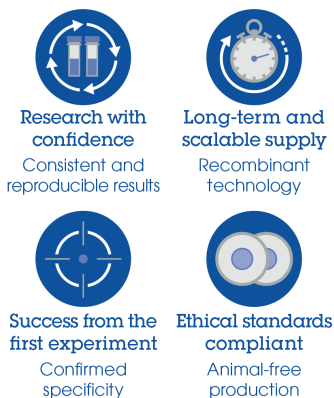 Research with
confidence
Consistent and
reproducible results
Long-term and
scalable supply
Recombinant
technology
Success from the
first experiment
Confirmed
specificity
Ethical standards
compliant
Animal-free
production